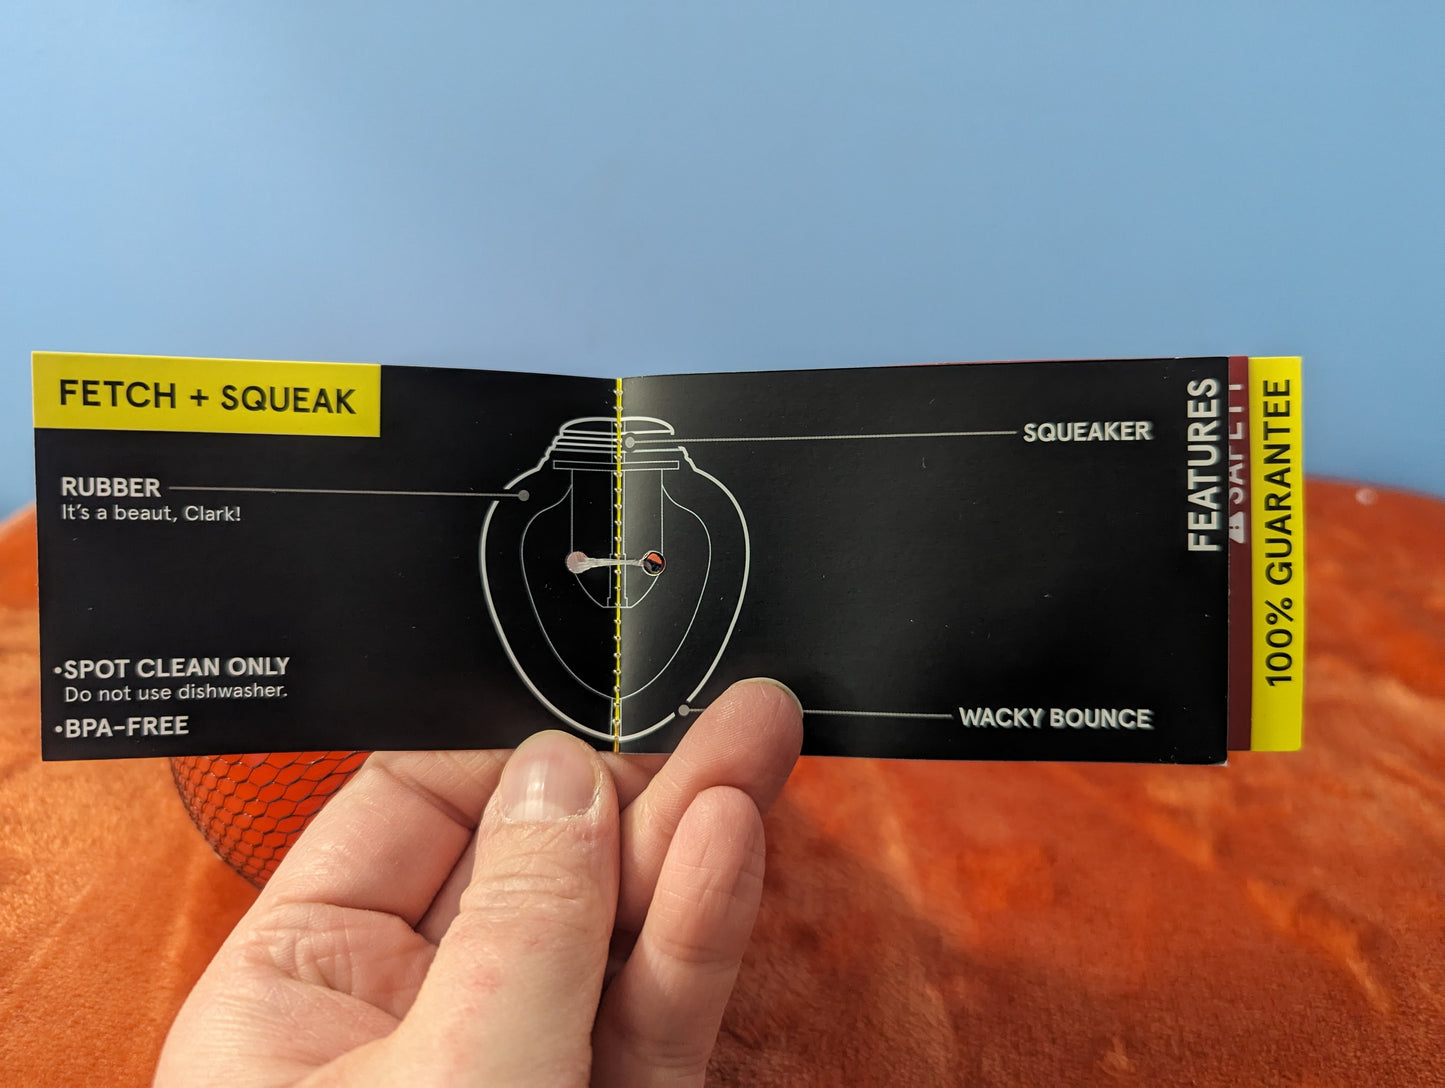 FETCH + SQUEAK
RUBBER
It's a beaut, Clark!
•SPOT CLEAN ONLY
Do not use dishwasher.
•BPA-FREE
SQUEAKER
WACKY BOUNCE
FEATURES
SAFETY
100% GUARANTEE